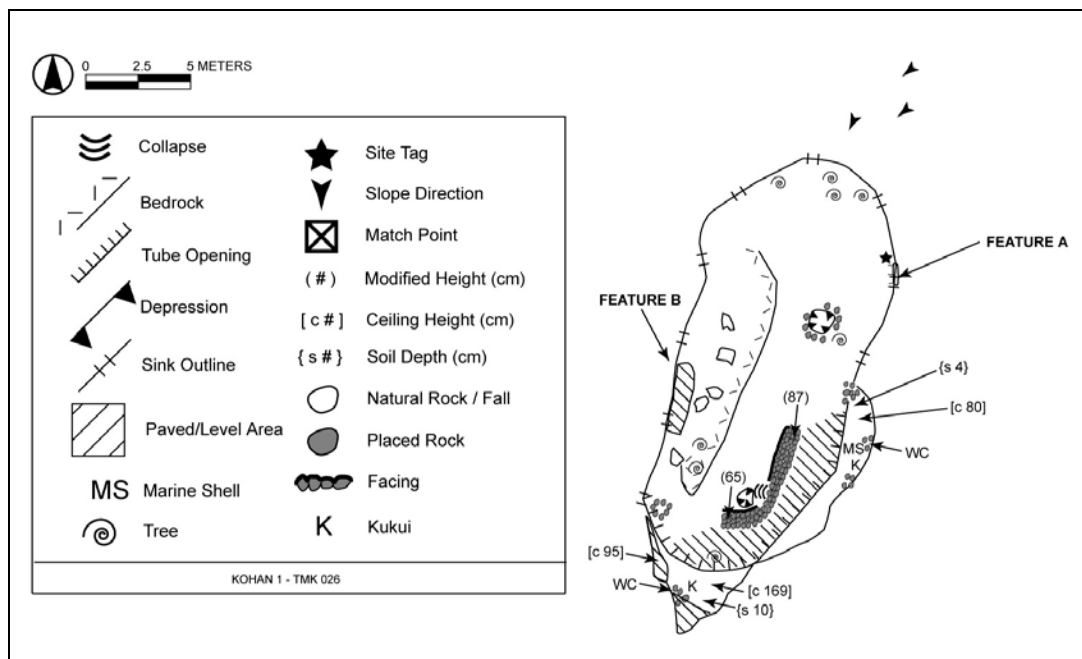 0 2.5 5 METERS
Collapse
Bedrock
Tube Opening
Depression
Sink Outline
Paved/Level Area
MS Marine Shell
Tree
Site Tag
Slope Direction
Match Point
( # ) Modified Height (cm)
[ c # ] Ceiling Height (cm)
{ s # } Soil Depth (cm)
Natural Rock / Fall
Placed Rock
Facing
K Kukui
KOHAN 1 - TMK 026
FEATURE A
FEATURE B
{s 4}
(87)
[c 80]
MS
WC
K
(65)
[c 95]
WC
K
[c 169]
{s 10}